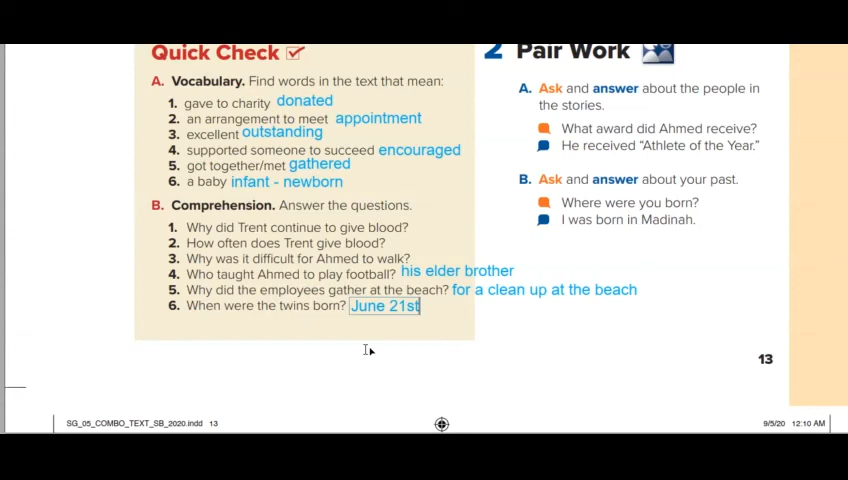 Quick Check
A. Vocabulary. Find words in the text that mean:
1. gave to charity donated
2. an arrangement to meet appointment
3. excellent outstanding
4. supported someone to succeed encouraged
5. got together/met gathered
6. a baby infant - newborn
B. Comprehension. Answer the questions.
1. Why did Trent continue to give blood?
2. How often does Trent give blood?
3. Why was it difficult for Ahmed to walk?
4. Who taught Ahmed to play football? his elder brother
5. Why did the employees gather at the beach? for a clean up at the beach
6. When were the twins born? June 21st
2 Pair Work
A. Ask and answer about the people in
the stories.
What award did Ahmed receive?
He received “Athlete of the Year.”
B. Ask and answer about your past.
Where were you born?
I was born in Madinah.
13
SG_05_COMBO_TEXT_SB_2020.indd 13
9/5/20 12:10 AM